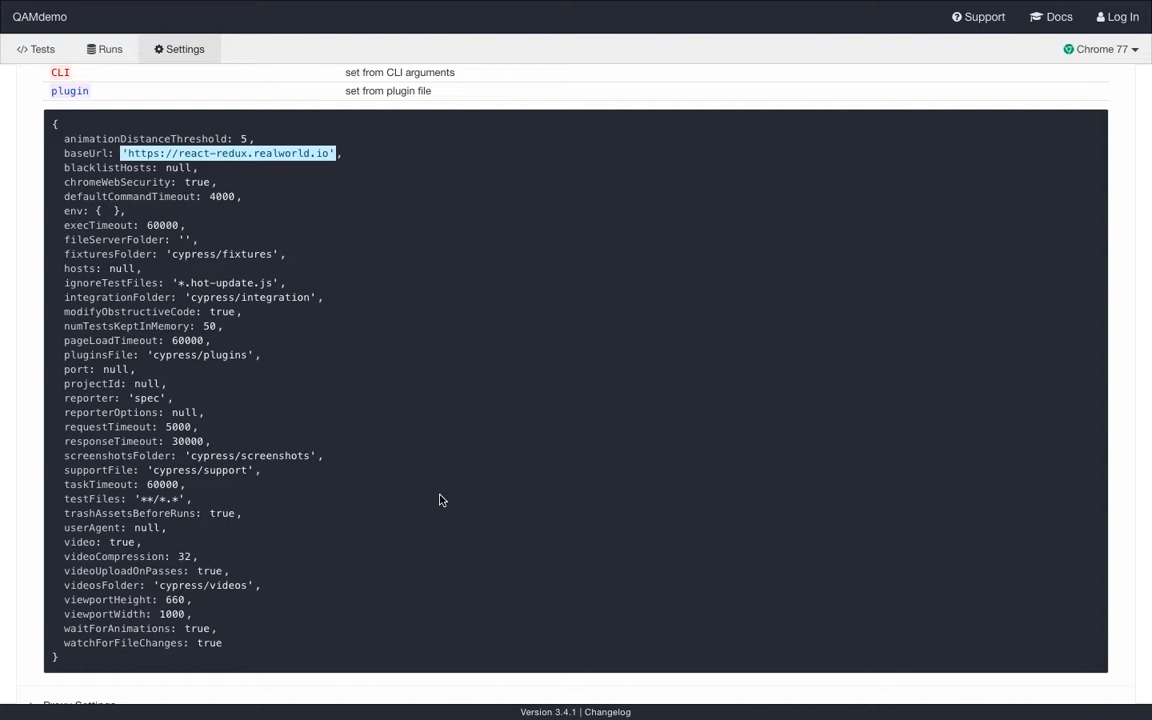 QAMdemo
Support
Docs
Log In
</> Tests
Runs
Settings
Chrome 77
CLI set from CLI arguments
plugin set from plugin file
{
animationDistanceThreshold: 5,
baseUrl: 'https://react-redux.realworld.io',
blacklistHosts: null,
chromeWebSecurity: true,
defaultCommandTimeout: 4000,
env: {  },
execTimeout: 60000,
fileServerFolder: '',
fixturesFolder: 'cypress/fixtures',
hosts: null,
ignoreTestFiles: '*.hot-update.js',
integrationFolder: 'cypress/integration',
modifyObstructiveCode: true,
numTestsKeptInMemory: 50,
pageLoadTimeout: 60000,
pluginsFile: 'cypress/plugins',
port: null,
projectId: null,
reporter: 'spec',
reporterOptions: null,
requestTimeout: 5000,
responseTimeout: 30000,
screenshotsFolder: 'cypress/screenshots',
supportFile: 'cypress/support',
taskTimeout: 60000,
testFiles: '**/*.*',
trashAssetsBeforeRuns: true,
userAgent: null,
video: true,
videoCompression: 32,
videoUploadOnPasses: true,
videosFolder: 'cypress/videos',
viewportHeight: 660,
viewportWidth: 1000,
waitForAnimations: true,
watchForFileChanges: true
}
Proxy Settings
Version 3.4.1 | Changelog